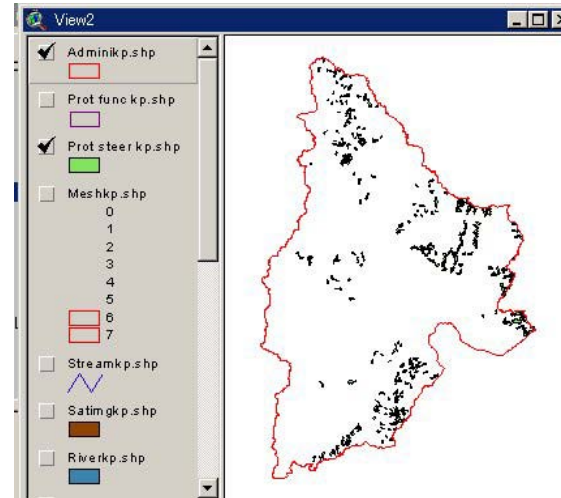 View2
Adminikp.shp
Prot func kp.shp
Prot steer kp.shp
Meshkp.shp
0
1
2
3
4
5
6
7
Streamkp.shp
Satimgkp.shp
Riverkp.shp